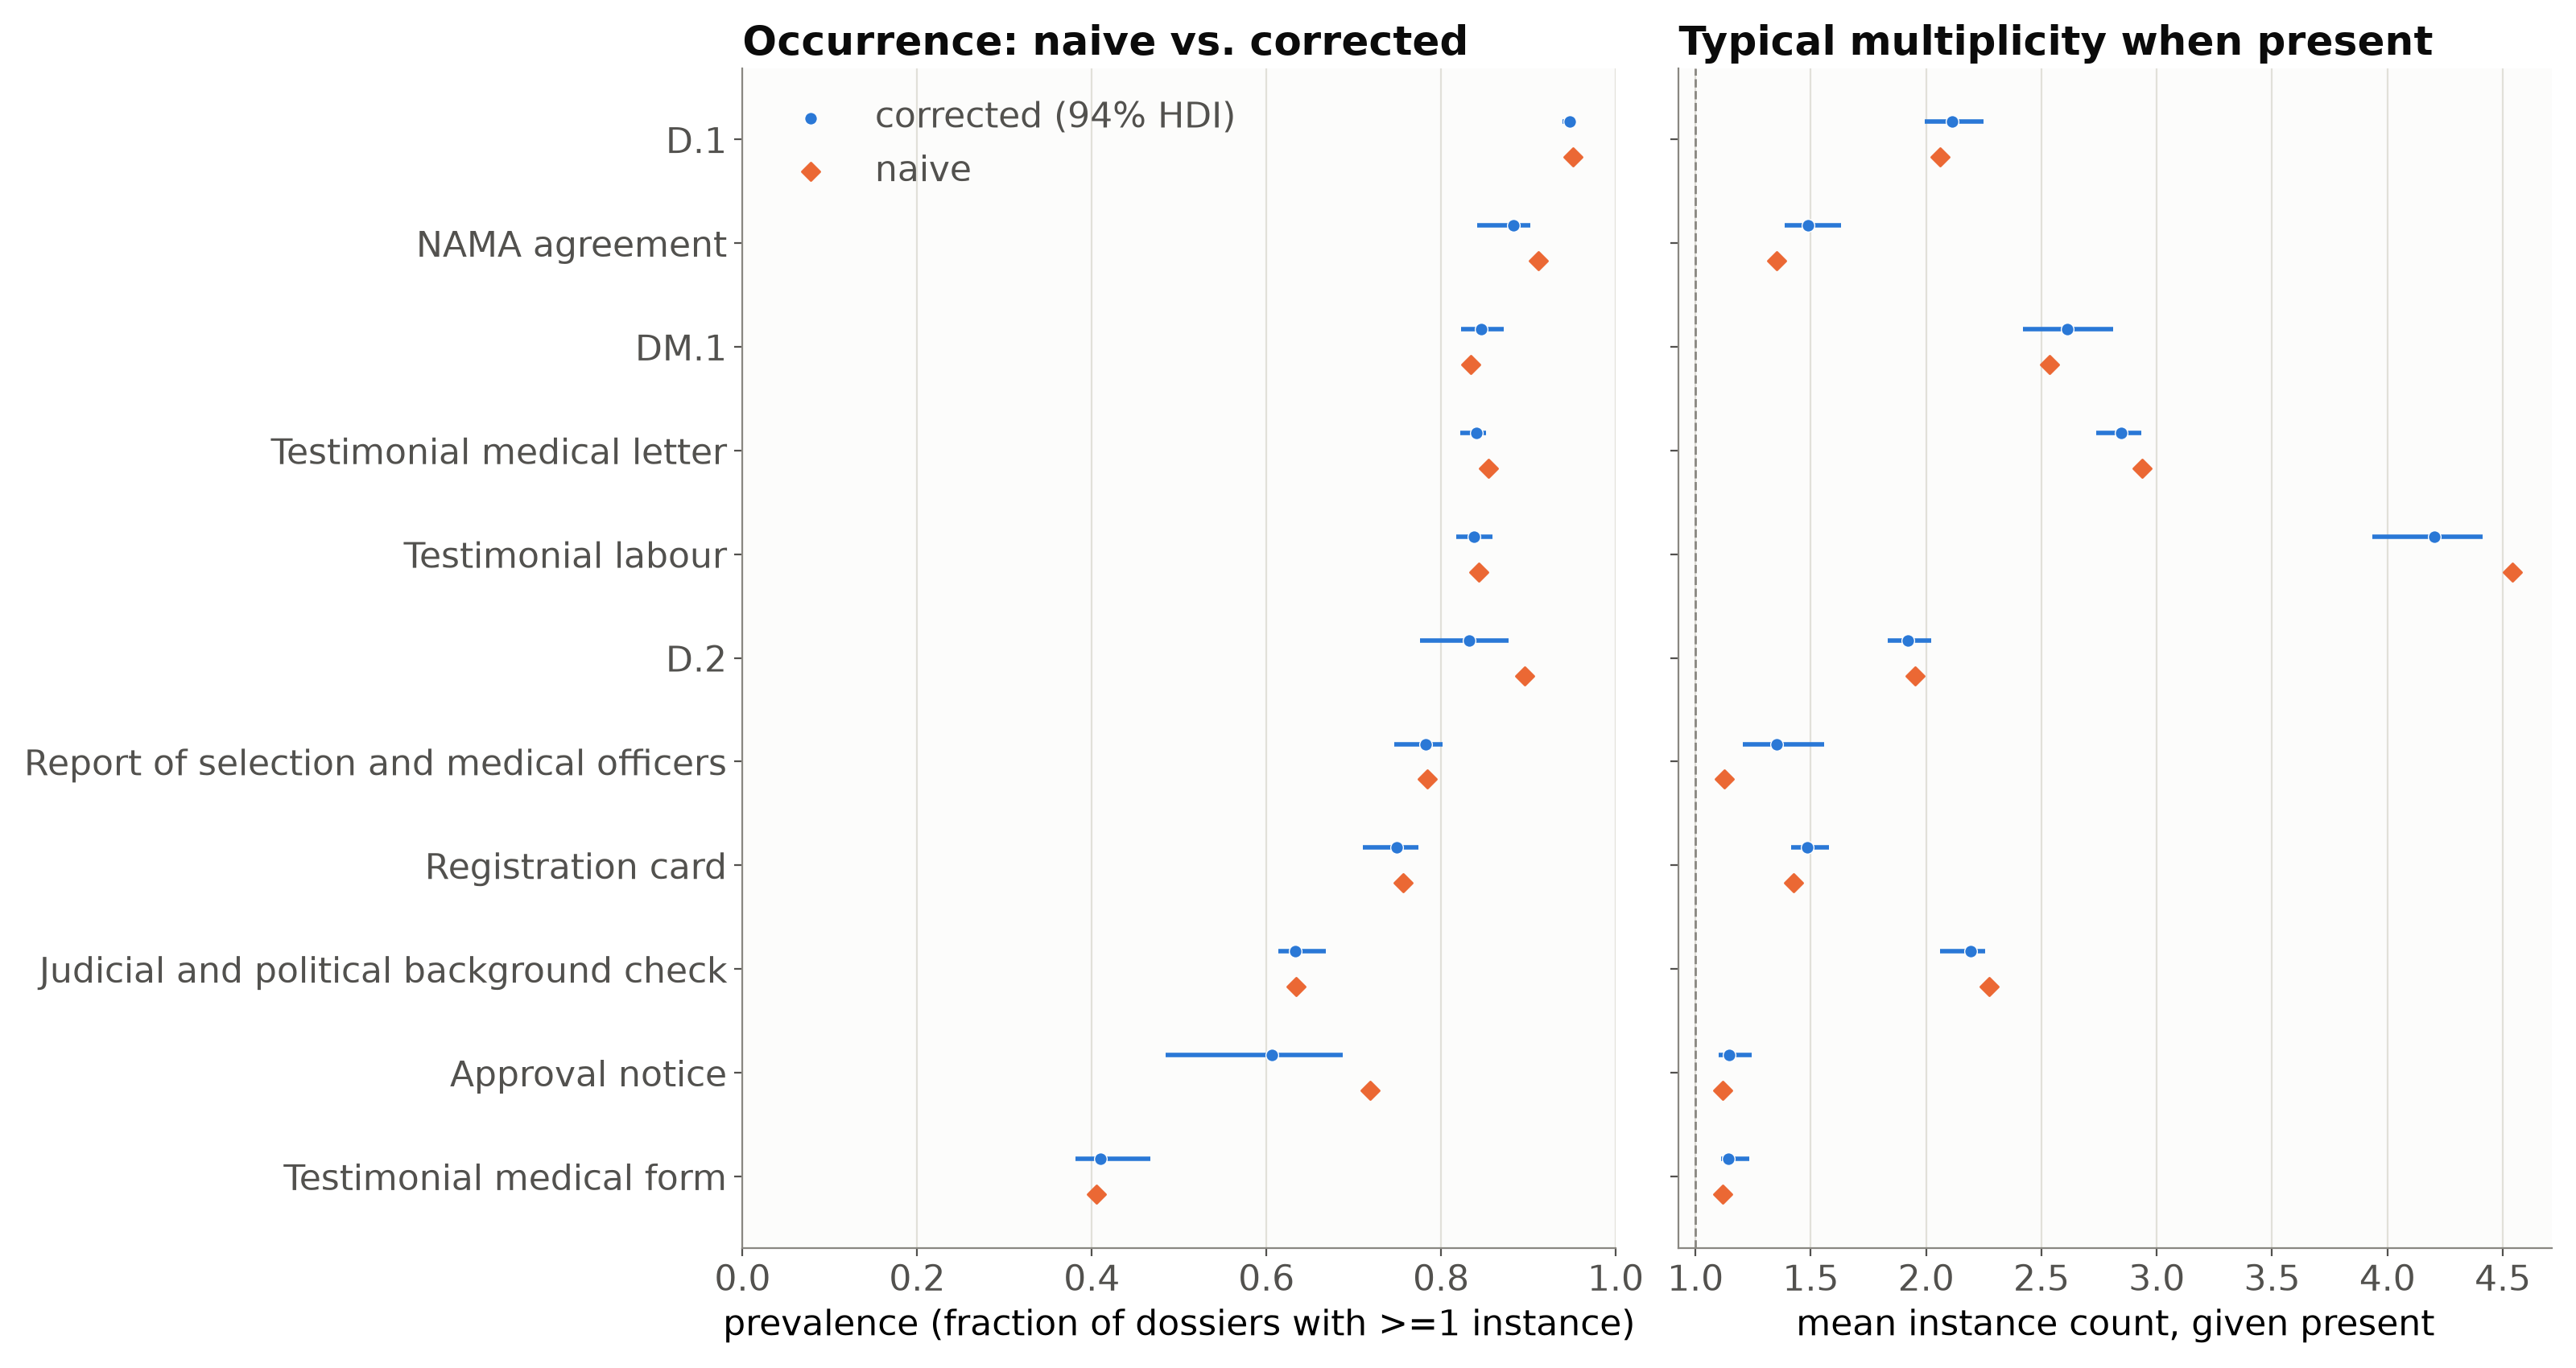 Occurrence: naive vs. corrected
corrected (94% HDI)
naive
D.1
NAMA agreement
DM.1
Testimonial medical letter
Testimonial labour
D.2
Report of selection and medical officers
Registration card
Judicial and political background check
Approval notice
Testimonial medical form
0.0 0.2 0.4 0.6 0.8 1.0
prevalence (fraction of dossiers with >=1 instance)
Typical multiplicity when present
1.0 1.5 2.0 2.5 3.0 3.5 4.0 4.5
mean instance count, given present